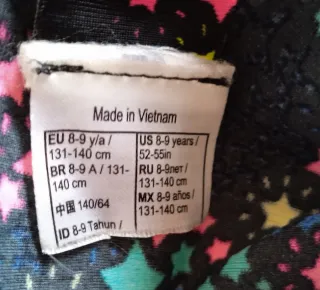 Made in Vietnam
EU 8-9 y/a /
131-140 cm
BR 8-9 A / 131-
140 cm
中国 140/64
ID 8-9 Tahun /
US 8-9 years /
52-55in
RU 8-9лет /
131-140 cm
MX 8-9 años /
131-140 cm